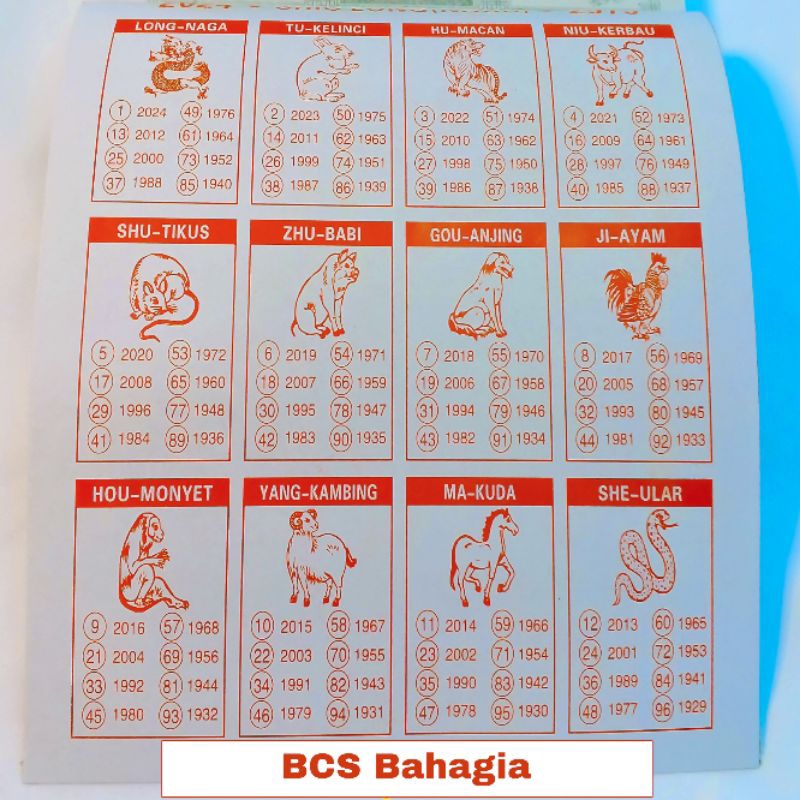 LONG-NAGA
1 2024 49 1976
13 2012 61 1964
25 2000 73 1952
37 1988 85 1940
TU-KELINCI
2 2023 50 1975
14 2011 62 1963
26 1999 74 1951
38 1987 86 1939
HU-MACAN
3 2022 51 1974
15 2010 63 1962
27 1998 75 1950
39 1986 87 1938
NIU-KERBAU
4 2021 52 1973
16 2009 64 1961
28 1997 76 1949
40 1985 88 1937
SHU-TIKUS
5 2020 53 1972
17 2008 65 1960
29 1996 77 1948
41 1984 89 1936
ZHU-BABI
6 2019 54 1971
18 2007 66 1959
30 1995 78 1947
42 1983 90 1935
GOU-ANJING
7 2018 55 1970
19 2006 67 1958
31 1994 79 1946
43 1982 91 1934
JI-AYAM
8 2017 56 1969
20 2005 68 1957
32 1993 80 1945
44 1981 92 1933
HOU-MONYET
9 2016 57 1968
21 2004 69 1956
33 1992 81 1944
45 1980 93 1932
YANG-KAMBING
10 2015 58 1967
22 2003 70 1955
34 1991 82 1943
46 1979 94 1931
MA-KUDA
11 2014 59 1966
23 2002 71 1954
35 1990 83 1942
47 1978 95 1930
SHE-ULAR
12 2013 60 1965
24 2001 72 1953
36 1989 84 1941
48 1977 96 1929
BCS Bahagia